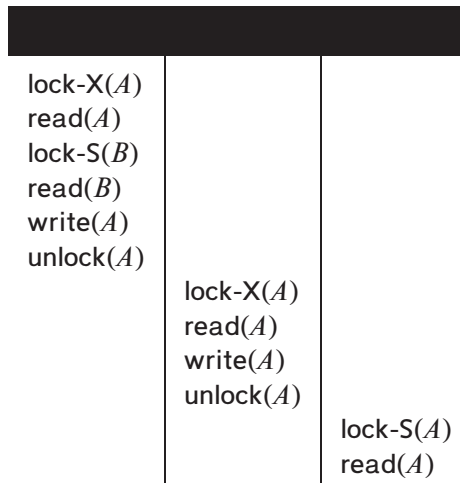 lock-X(A)
read(A)
lock-S(B)
read(B)
write(A)
unlock(A)
lock-X(A)
read(A)
write(A)
unlock(A)
lock-S(A)
read(A)